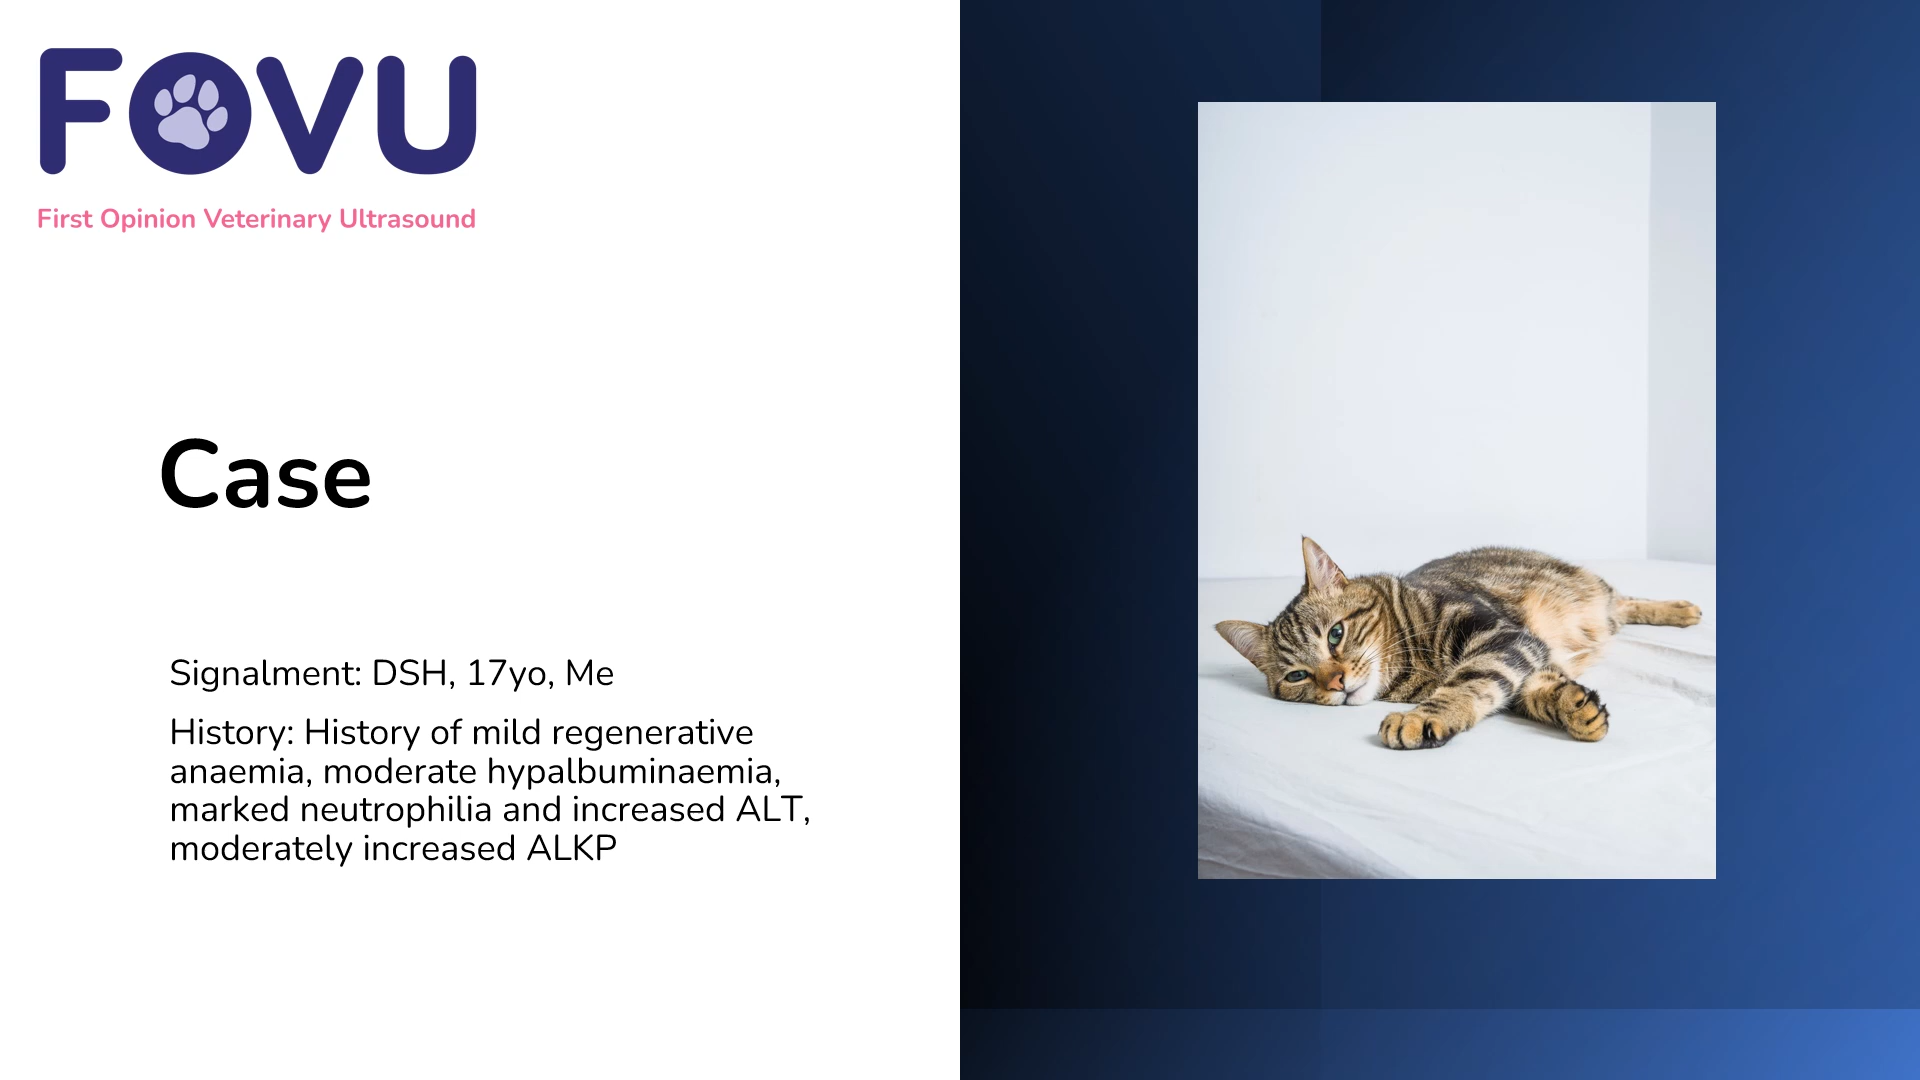 FOVU
First Opinion Veterinary Ultrasound
Case
Signalment: DSH, 17yo, Me
History: History of mild regenerative
anaemia, moderate hypalbuminaemia,
marked neutrophilia and increased ALT,
moderately increased ALKP